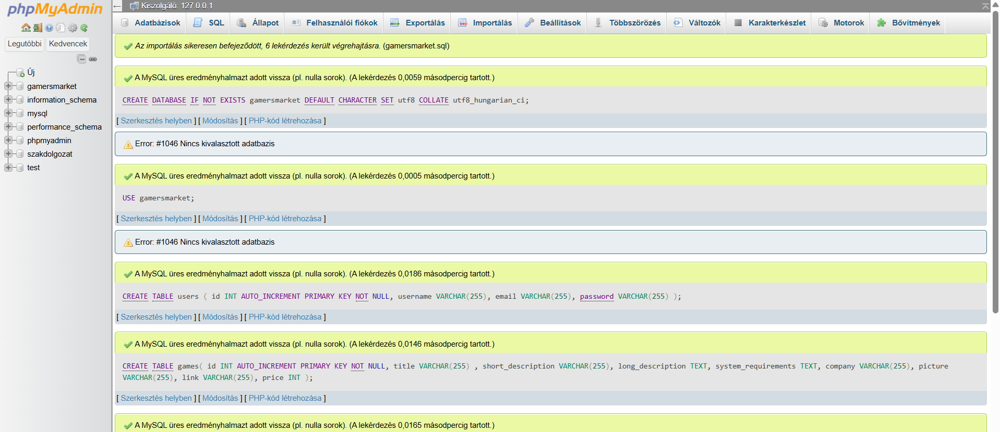 phpMyAdmin
Legutóbbi Kedvencek
Új
gamersmarket
information_schema
mysql
performance_schema
phpmyadmin
szakdolgozat
test
Kiszolgáló: 127.0.0.1
Adatbázisok SQL Állapot Felhasználói fiókok Exportálás Importálás Beállítások Többszörözés Változók Karakterkészlet Motorok Bővítmények
Az importálás sikeresen befejeződött, 6 lekérdezés került végrehajtásra. (gamersmarket.sql)
A MySQL üres eredményhalmazt adott vissza (pl. nulla sorok). (A lekérdezés 0,0059 másodpercig tartott.)
CREATE DATABASE IF NOT EXISTS gamersmarket DEFAULT CHARACTER SET utf8 COLLATE utf8_hungarian_ci;
[ Szerkesztés helyben ] [ Módosítás ] [ PHP-kód létrehozása ]
Error: #1046 Nincs kivalasztott adatbazis
A MySQL üres eredményhalmazt adott vissza (pl. nulla sorok). (A lekérdezés 0,0005 másodpercig tartott.)
USE gamersmarket;
[ Szerkesztés helyben ] [ Módosítás ] [ PHP-kód létrehozása ]
Error: #1046 Nincs kivalasztott adatbazis
A MySQL üres eredményhalmazt adott vissza (pl. nulla sorok). (A lekérdezés 0,0186 másodpercig tartott.)
CREATE TABLE users ( id INT AUTO_INCREMENT PRIMARY KEY NOT NULL, username VARCHAR(255), email VARCHAR(255), password VARCHAR(255) );
[ Szerkesztés helyben ] [ Módosítás ] [ PHP-kód létrehozása ]
A MySQL üres eredményhalmazt adott vissza (pl. nulla sorok). (A lekérdezés 0,0146 másodpercig tartott.)
CREATE TABLE games( id INT AUTO_INCREMENT PRIMARY KEY NOT NULL, title VARCHAR(255) , short_description VARCHAR(255), long_description TEXT, system_requirements TEXT, company VARCHAR(255), picture
VARCHAR(255), link VARCHAR(255), price INT );
[ Szerkesztés helyben ] [ Módosítás ] [ PHP-kód létrehozása ]
A MySQL üres eredményhalmazt adott vissza (pl. nulla sorok). (A lekérdezés 0,0165 másodpercig tartott.)